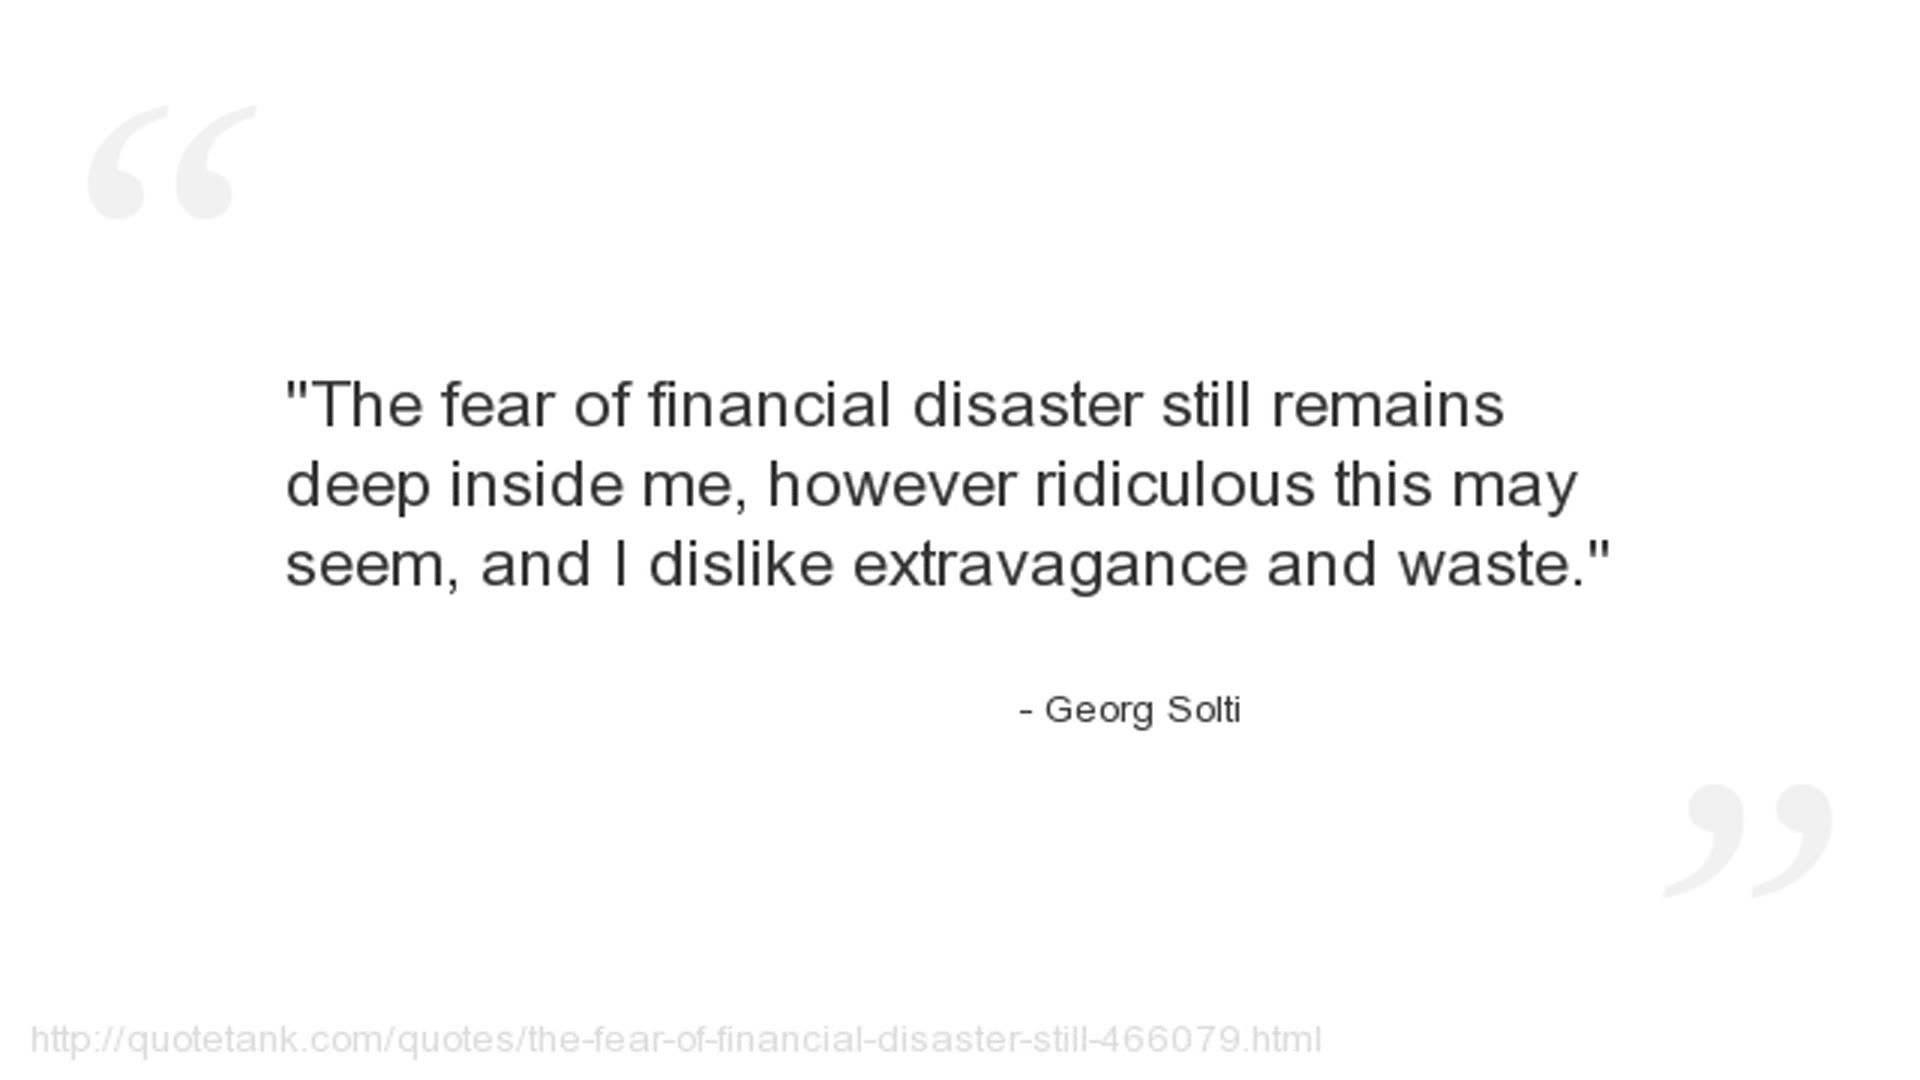 "The fear of financial disaster still remains
deep inside me, however ridiculous this may
seem, and I dislike extravagance and waste."
- Georg Solti
http://quotetank.com/quotes/the-fear-of-financial-disaster-still-466079.html